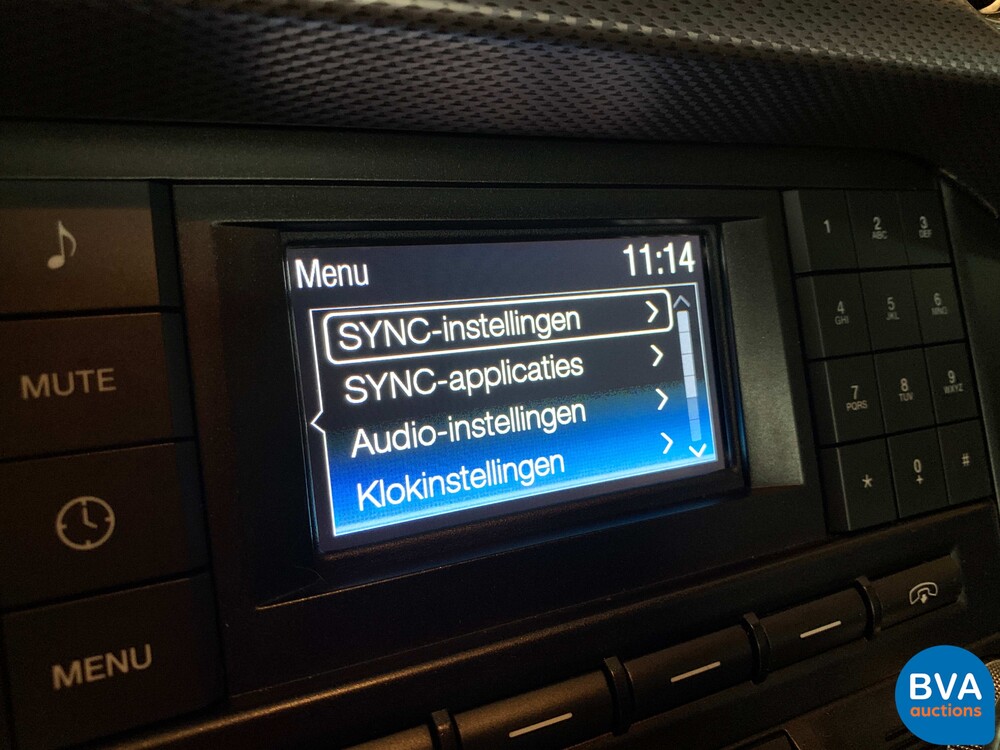 Menu 11:14
SYNC-instellingen
SYNC-applicaties
Audio-instellingen
Klokinstellingen
MUTE
MENU
1
2
ABC
3
DEF
4
GHI
5
JKL
6
MNO
7
PQRS
8
TUV
9
WXYZ
*
0
+
#
BVA
auctions